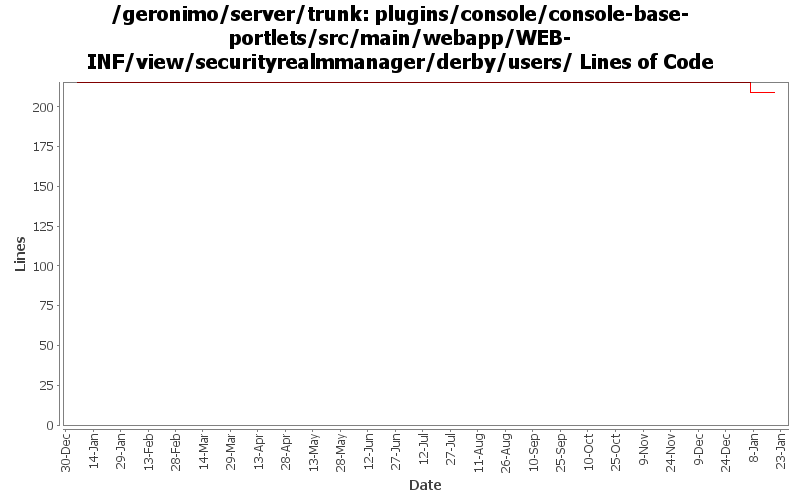 /geronimo/server/trunk: plugins/console/console-base-
portlets/src/main/webapp/WEB-
INF/view/securityrealmmanager/derby/users/ Lines of Code
Lines
200
175
150
125
100
75
50
25
0
30-Dec
14-Jan
29-Jan
13-Feb
28-Feb
14-Mar
29-Mar
13-Apr
28-Apr
13-May
28-May
12-Jun
27-Jun
12-Jul
27-Jul
11-Aug
26-Aug
10-Sep
25-Sep
10-Oct
25-Oct
9-Nov
24-Nov
9-Dec
24-Dec
8-Jan
23-Jan
Date